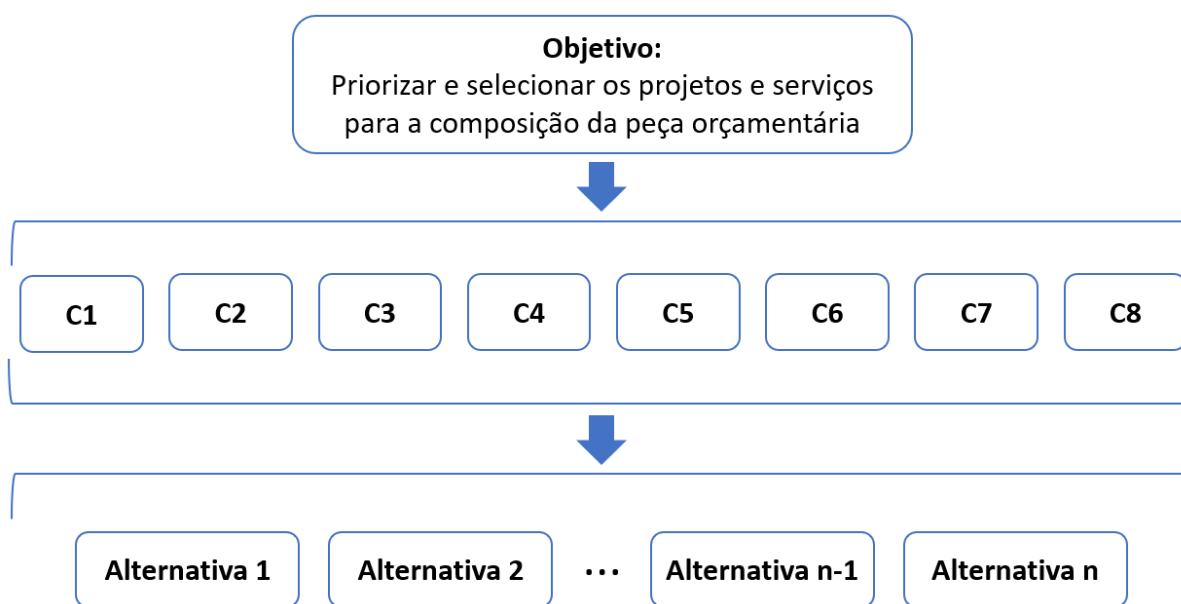 Objetivo:
Priorizar e selecionar os projetos e serviços
para a composição da peça orçamentária
C1 C2 C3 C4 C5 C6 C7 C8
Alternativa 1 Alternativa 2 ... Alternativa n-1 Alternativa n